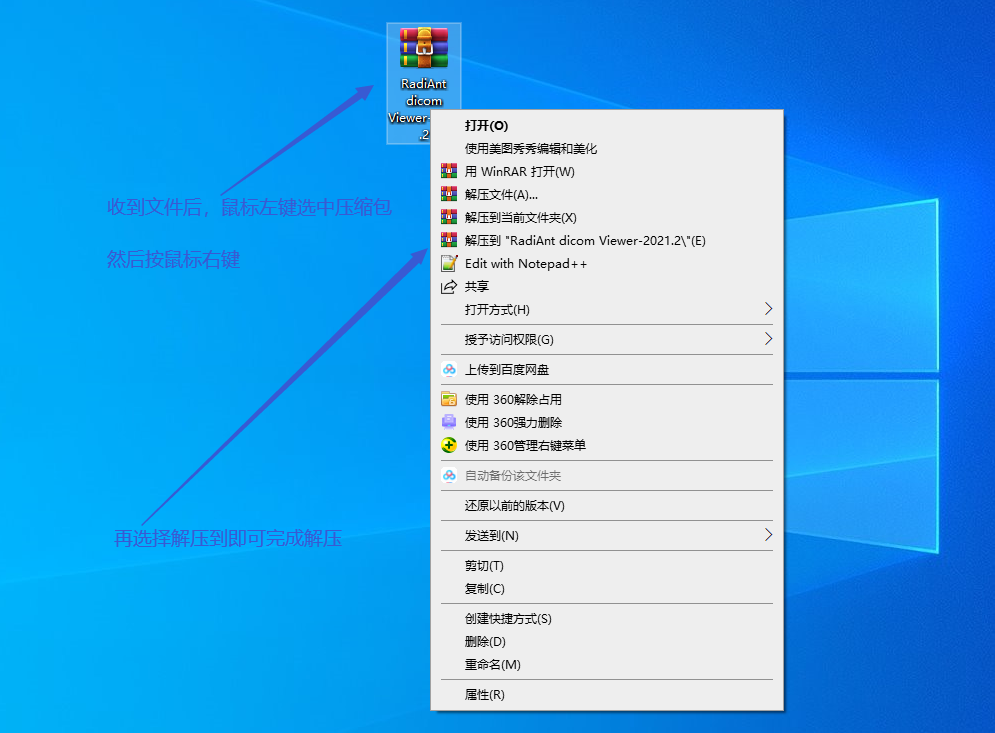 RadiAnt
dicom
Viewer-
.2
收到文件后，鼠标左键选中压缩包
然后按鼠标右键
再选择解压到即可完成解压
打开(O)
使用美图秀秀编辑和美化
用 WinRAR 打开(W)
解压文件(A)...
解压到当前文件夹(X)
解压到 "RadiAnt dicom Viewer-2021.2\"(E)
Edit with Notepad++
共享
打开方式(H)
授予访问权限(G)
上传到百度网盘
使用 360解除占用
使用 360强力删除
使用 360管理右键菜单
自动备份该文件夹
还原以前的版本(V)
发送到(N)
剪切(T)
复制(C)
创建快捷方式(S)
删除(D)
重命名(M)
属性(R)